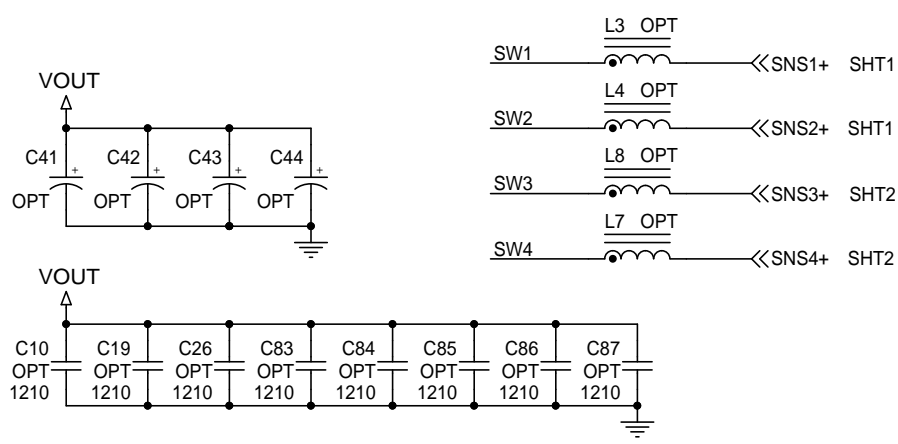 L3 OPT
SW1
SNS1+ SHT1
L4 OPT
SW2
SNS2+ SHT1
L8 OPT
SW3
SNS3+ SHT2
L7 OPT
SW4
SNS4+ SHT2
VOUT
C41 + C42 + C43 + C44 +
OPT OPT OPT OPT
VOUT
C10 C19 C26 C83 C84 C85 C86 C87
OPT OPT OPT OPT OPT OPT OPT OPT
1210 1210 1210 1210 1210 1210 1210 1210